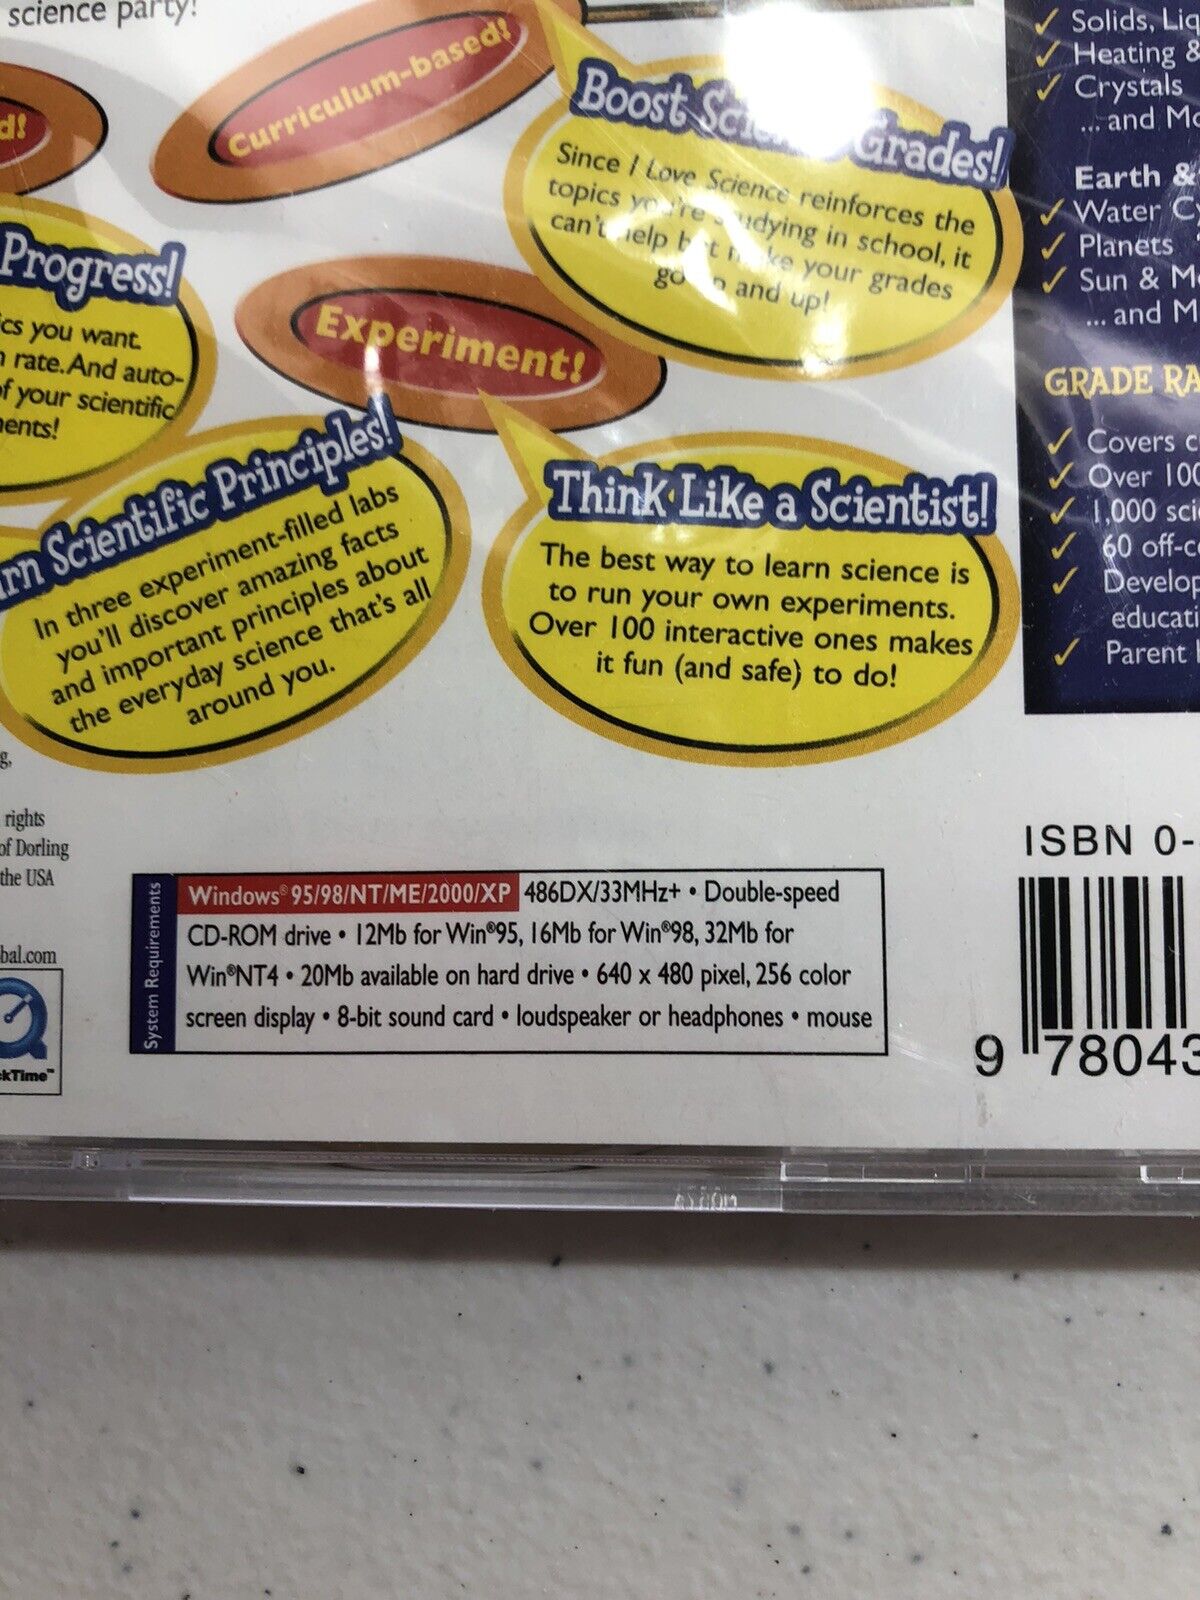 science party!
Curriculum-based!
d!
Boost Science Grades!
Since I Love Science reinforces the
topics you're studying in school, it
can't help but make your grades
go up and up!
Progress!
ics you want.
n rate. And auto-
of your scientific
ents!
Experiment!
rn Scientific Principles!
In three experiment-filled labs
you'll discover amazing facts
and important principles about
the everyday science that's all
around you.
Think Like a Scientist!
The best way to learn science is
to run your own experiments.
Over 100 interactive ones makes
it fun (and safe) to do!
Solids, Liq
Heating &
Crystals
... and Mo
Earth &
Water C
Planets
Sun & Mo
... and M
GRADE RA
Covers c
Over 100
1,000 sci
60 off-c
Develop
educati
Parent
g,
rights
of Dorling
the USA
bal.com
ckTime™
System Requirements
Windows® 95/98/NT/ME/2000/XP 486DX/33MHz+ • Double-speed
CD-ROM drive • 12Mb for Win®95, 16Mb for Win®98, 32Mb for
Win®NT4 • 20Mb available on hard drive • 640 x 480 pixel, 256 color
screen display • 8-bit sound card • loudspeaker or headphones • mouse
ISBN 0-
9 78043